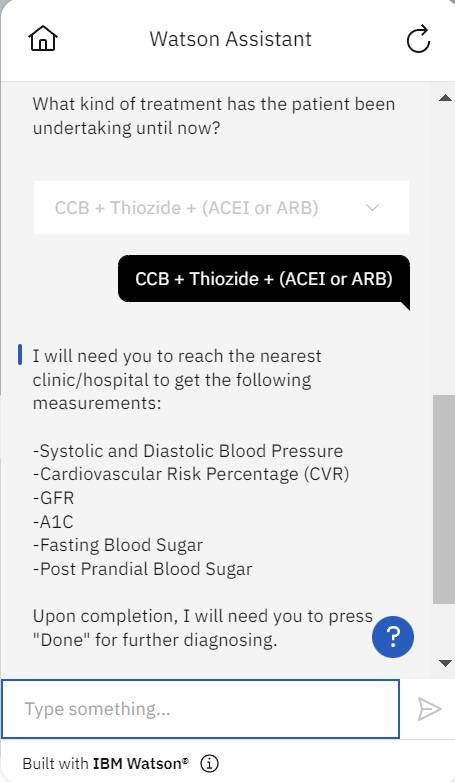 Watson Assistant
What kind of treatment has the patient been
undertaking until now?
CCB + Thiozide + (ACEI or ARB)
CCB + Thiozide + (ACEI or ARB)
I will need you to reach the nearest
clinic/hospital to get the following
measurements:
-Systolic and Diastolic Blood Pressure
-Cardiovascular Risk Percentage (CVR)
-GFR
-A1C
-Fasting Blood Sugar
-Post Prandial Blood Sugar
Upon completion, I will need you to press
"Done" for further diagnosing.
?
Type something...
Built with IBM Watson®